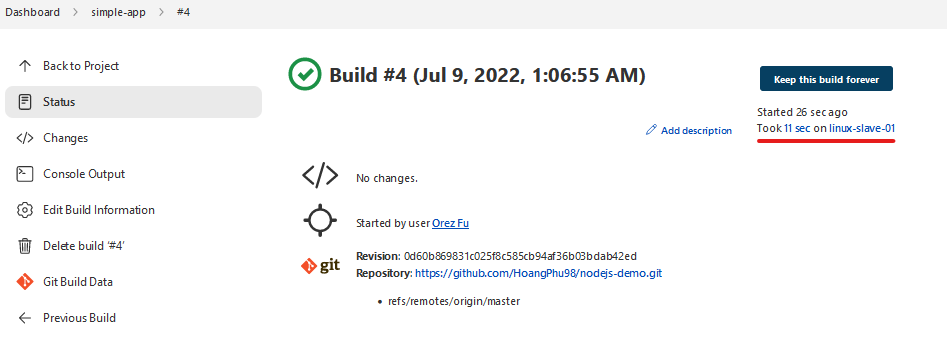 Dashboard > simple-app > #4
Back to Project
Status
Changes
Console Output
Edit Build Information
Delete build ‘#4’
Git Build Data
Previous Build
Build #4 (Jul 9, 2022, 1:06:55 AM)
Keep this build forever
Started 26 sec ago
Took 11 sec on linux-slave-01
Add description
No changes.
Started by user Orez Fu
git
Revision: 0d60b869831c025f8c585cb94af36b03bdab42ed
Repository: https://github.com/HoangPhu98/nodejs-demo.git
• refs/remotes/origin/master